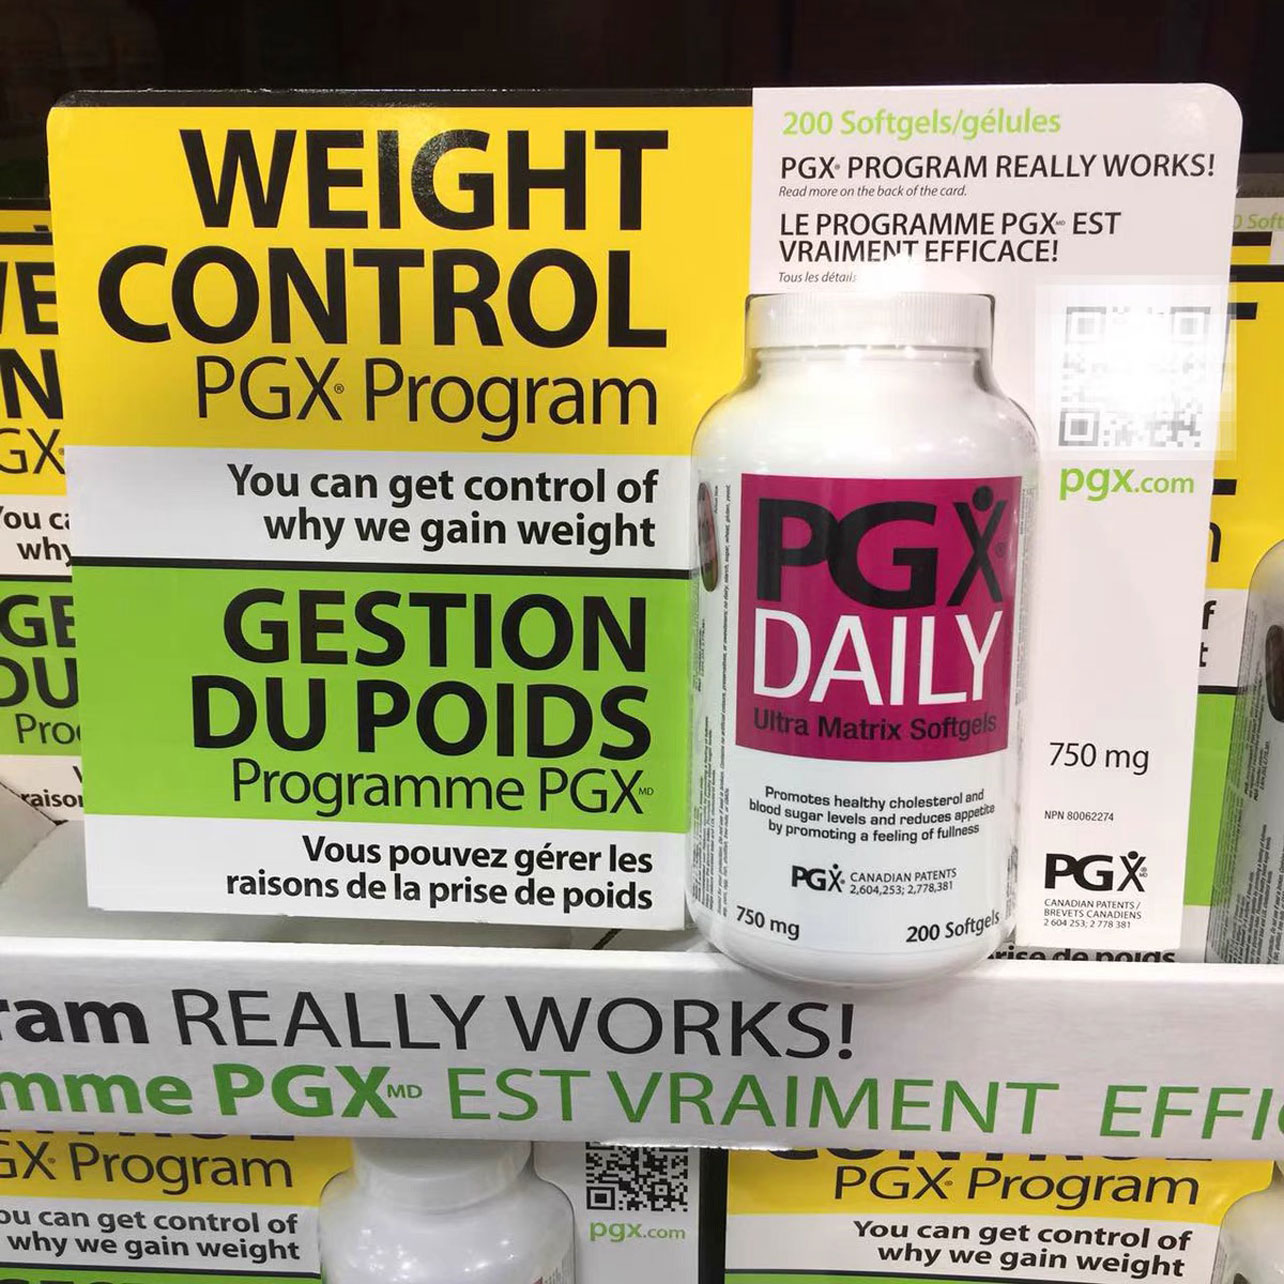 WEIGHT
CONTROL
PGX® Program
You can get control of
why we gain weight
GESTION
DU POIDS
Programme PGX MD
Vous pouvez gérer les
raisons de la prise de poids
200 Softgels/gélules
PGX® PROGRAM REALLY WORKS!
Read more on the back of the card.
LE PROGRAMME PGX MD EST
VRAIMENT EFFICACE!
Tous les détails
pgx.com
750 mg
NPN 80062274
PGX
CANADIAN PATENTS /
BREVETS CANADIENS
2 604 253; 2 778 381
PGX®
DAILY
Ultra Matrix Softgels
Promotes healthy cholesterol and
blood sugar levels and reduces appetite
by promoting a feeling of fullness
PGX® CANADIAN PATENTS
2,604,253; 2,778,381
750 mg
200 Softgels
ram REALLY WORKS!
mme PGX MD EST VRAIMENT EFFIC
GX® Program
ou can get control of
why we gain weight
pgx.com
PGX® Program
You can get control of
why we gain weight